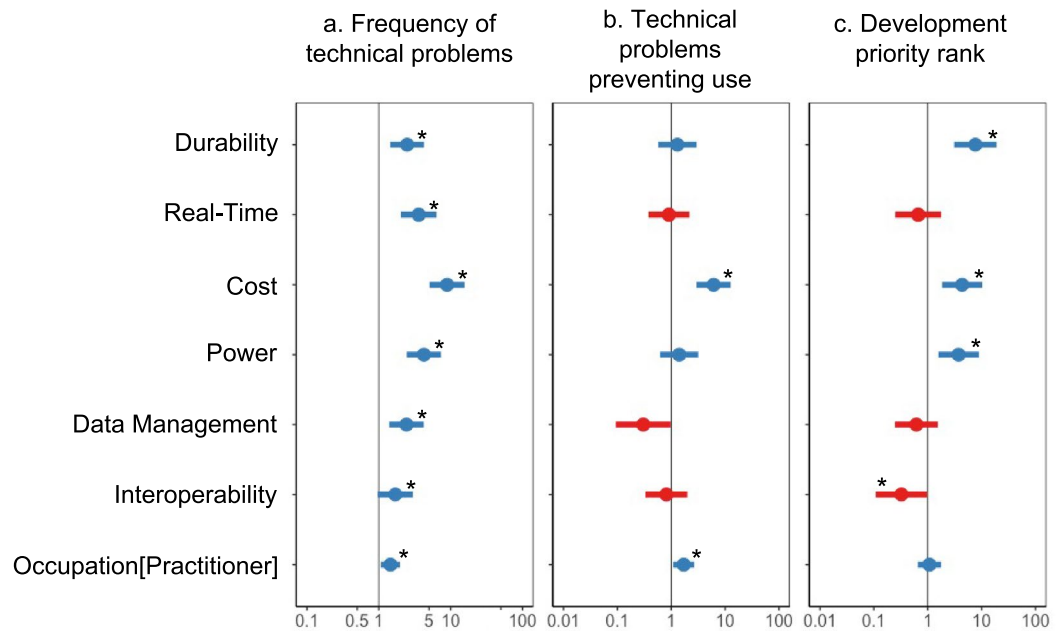 a. Frequency of
technical problems
b. Technical
problems
preventing use
c. Development
priority rank
Durability
*
*
Real-Time
*
Cost
*
*
*
Power
*
*
Data Management
*
Interoperability
*
*
Occupation[Practitioner]
*
*
0.1 0.5 1 5 10 100
0.01 0.1 1 10 100
0.01 0.1 1 10 100